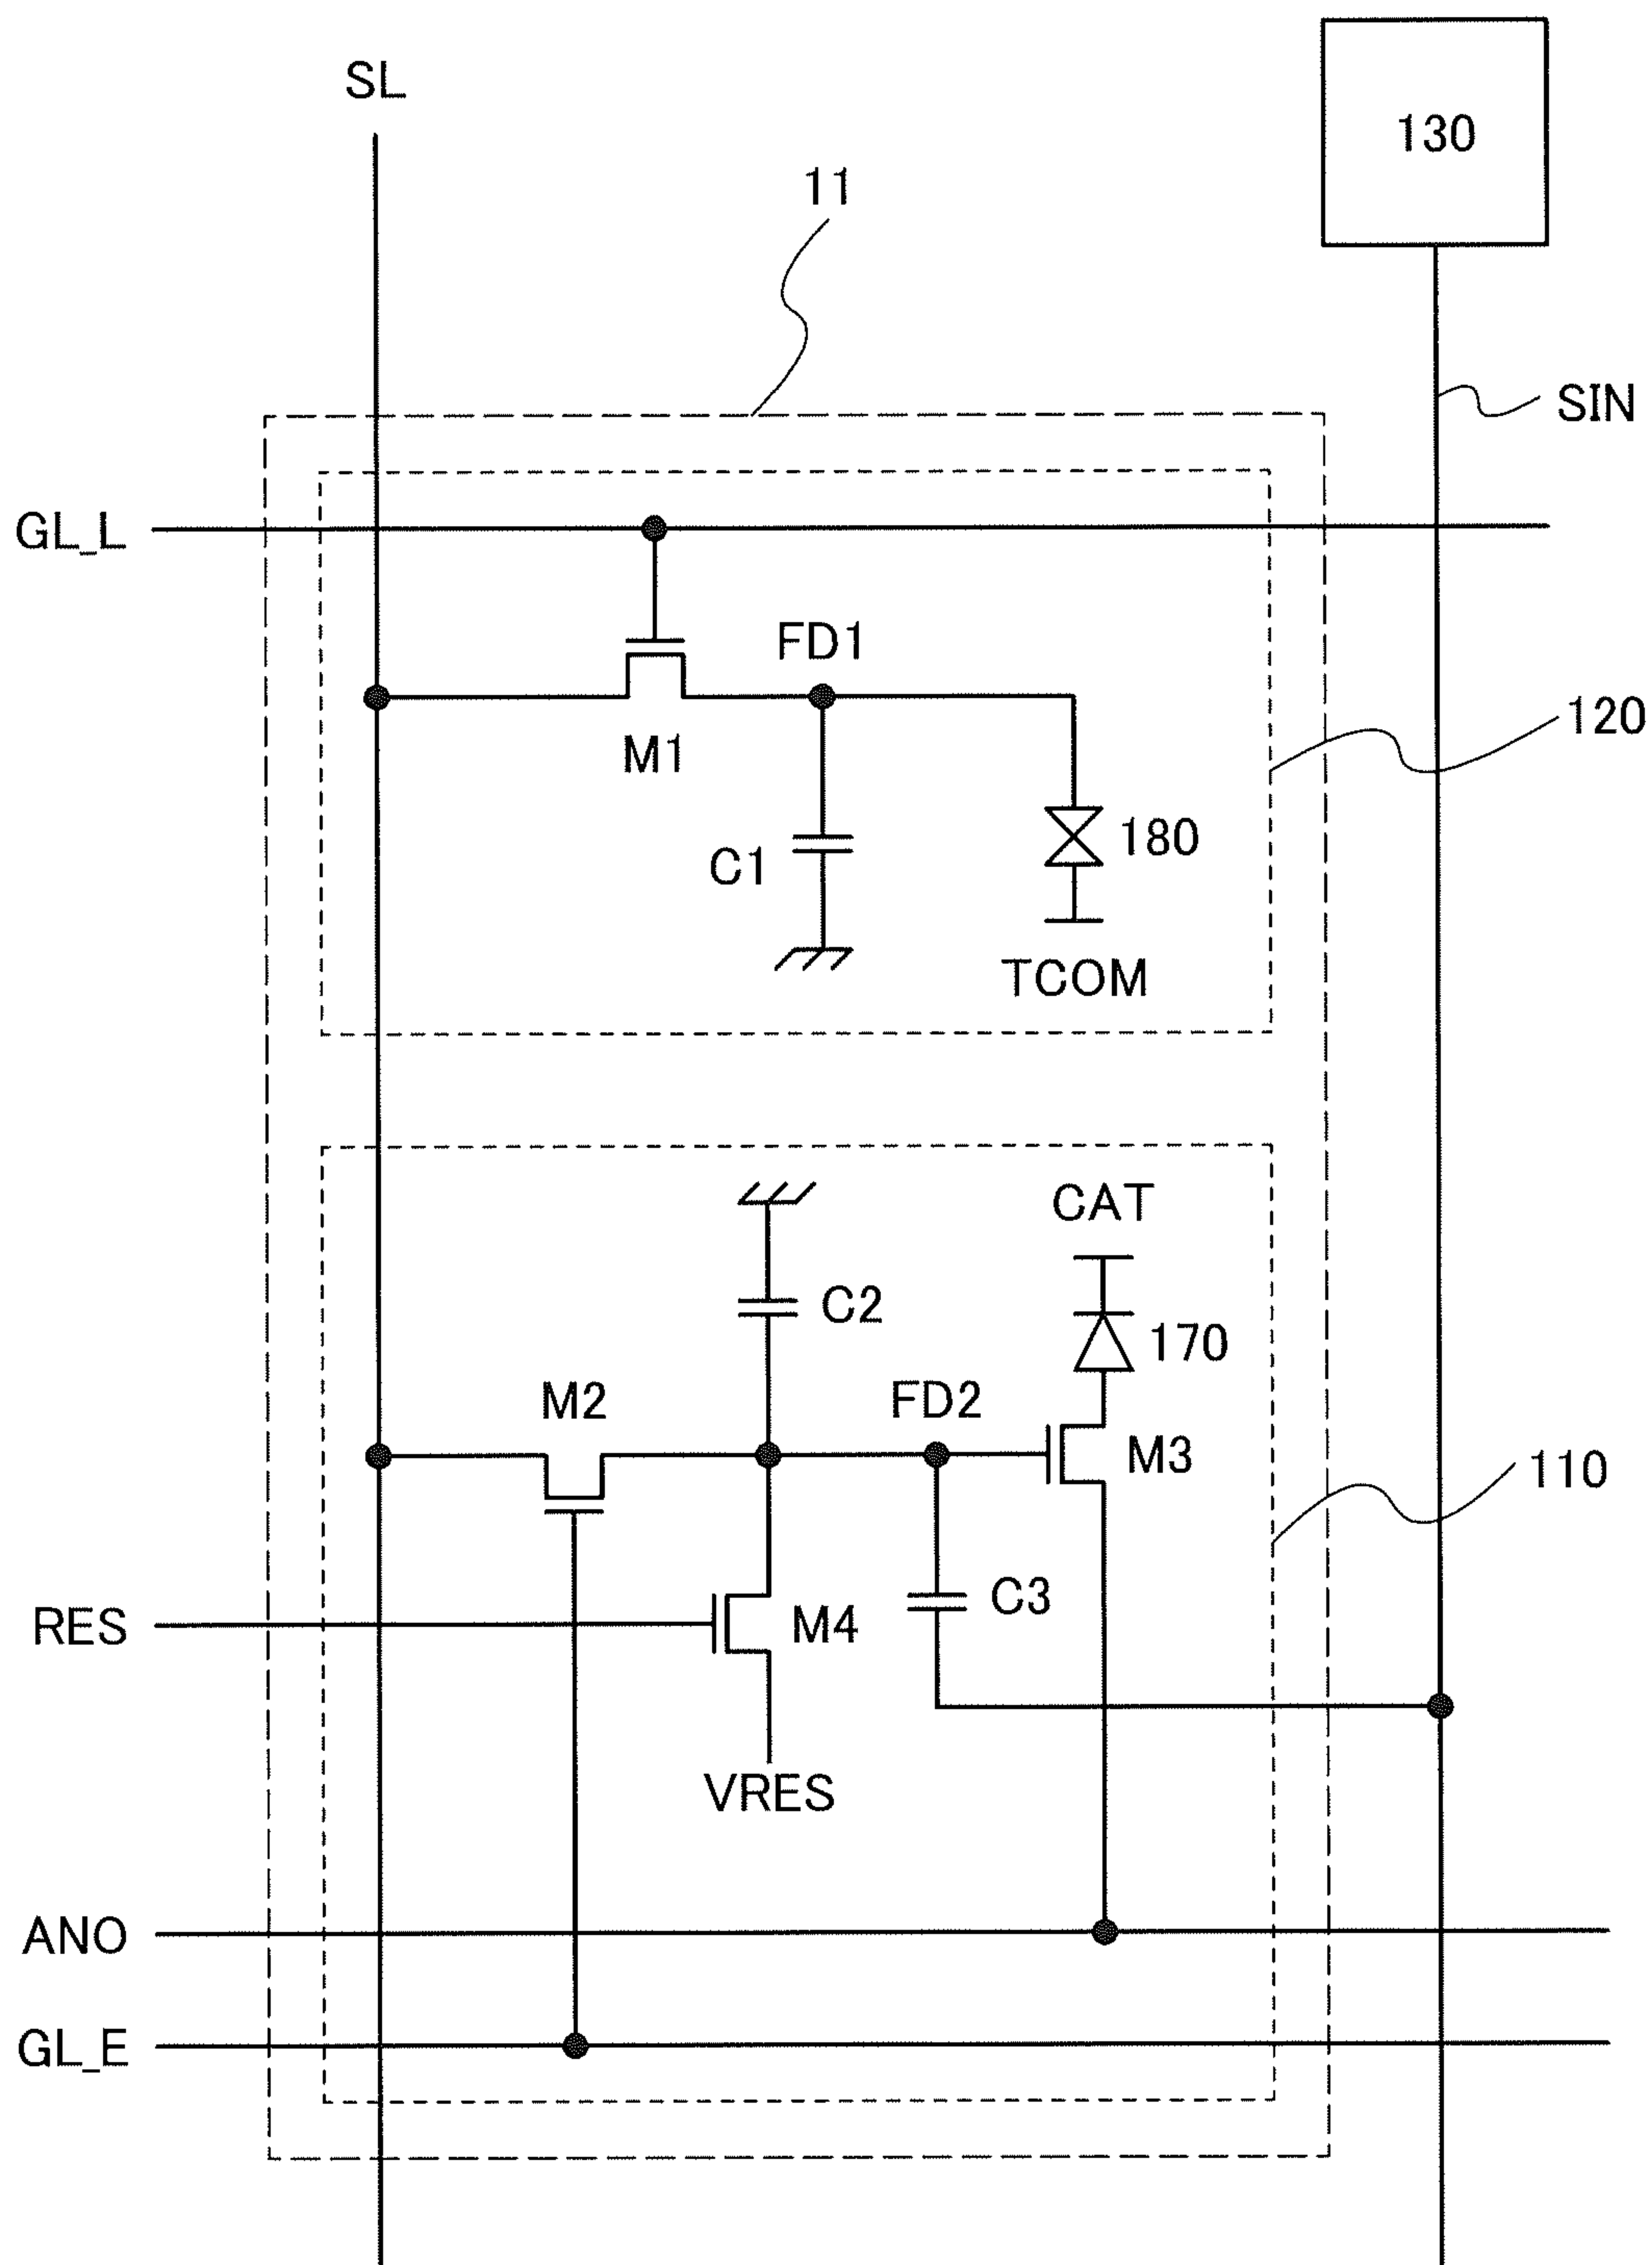 SL
130
11
SIN
GL_L
FD1
120
M1
180
C1
TCOM
CAT
C2
170
M2
FD2
M3
110
C3
RES
M4
VRES
ANO
GL_E